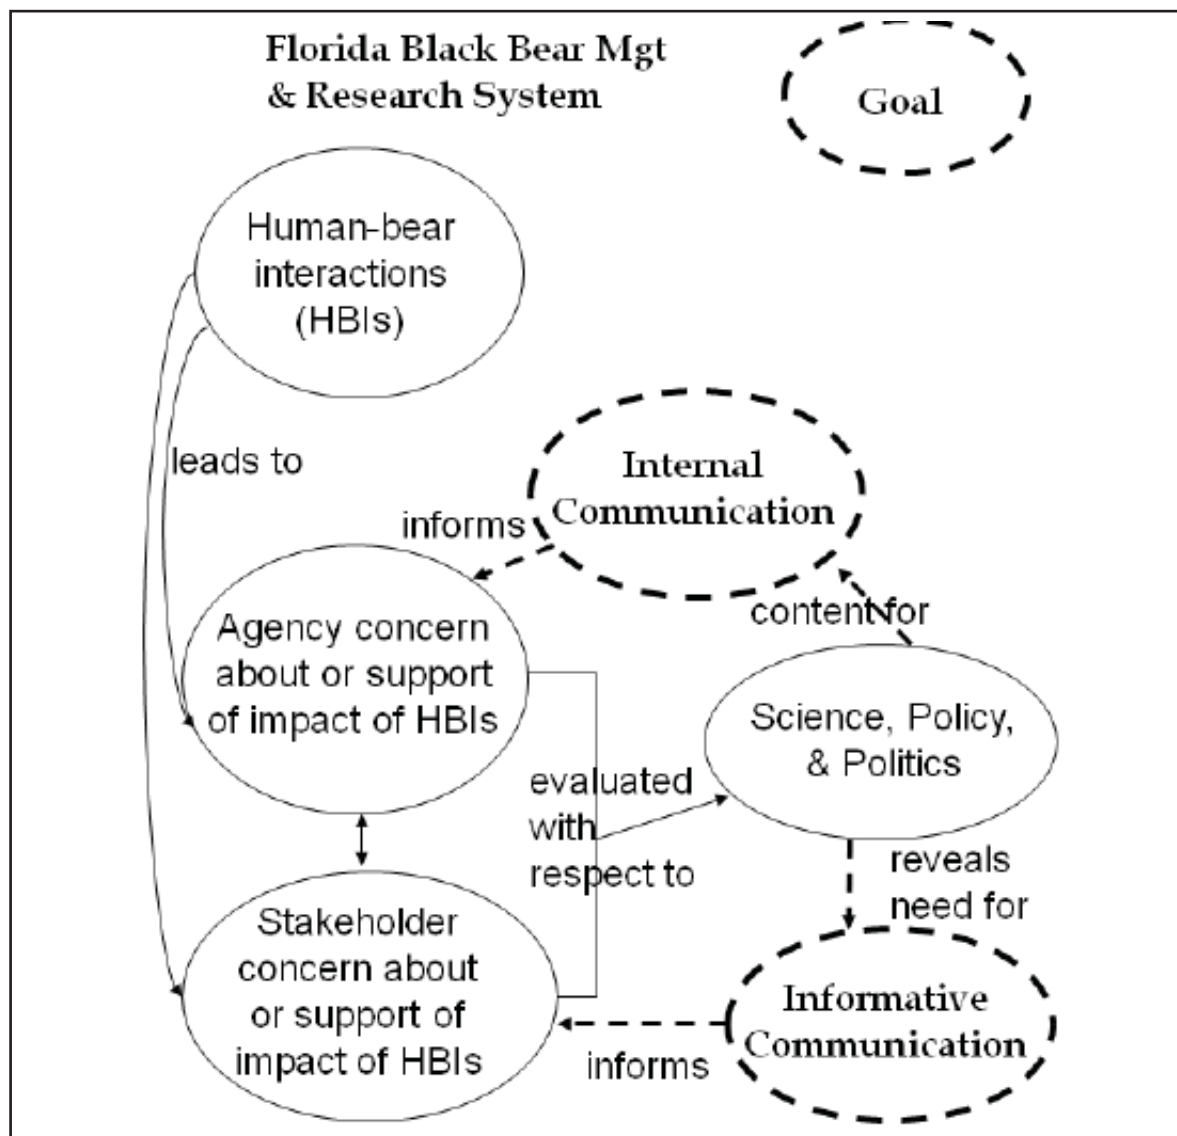 Florida Black Bear Mgt
& Research System
Goal
Human-bear
interactions
(HBIs)
leads to
Internal
Communication
informs
content for
Agency concern
about or support
of impact of HBIs
Science, Policy,
& Politics
evaluated
with
respect to
reveals
need for
Stakeholder
concern about
or support of
impact of HBIs
Informative
Communication
informs